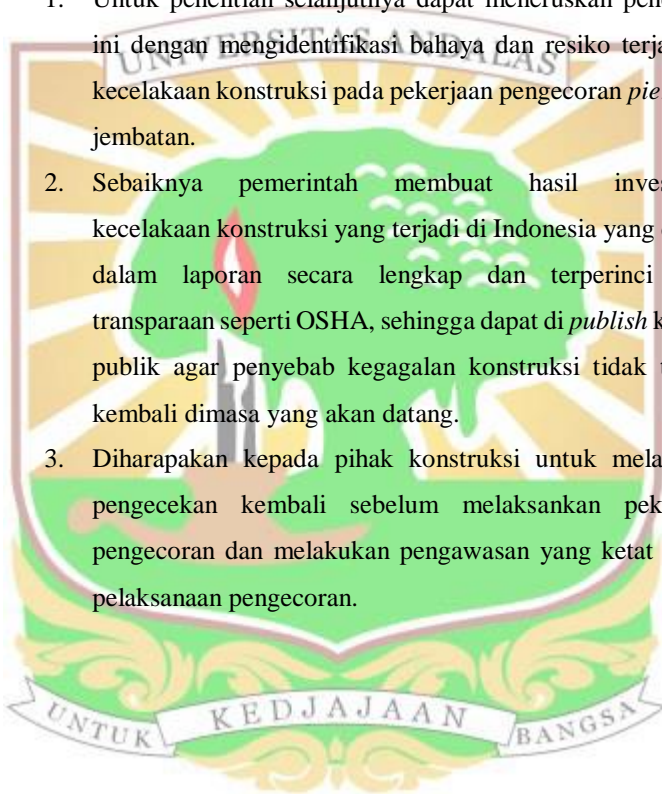 UNIVERSITAS ANDALAS
1. Untuk penelitian selanjutnya dapat meneruskan pene
ini dengan mengidentifikasi bahaya dan resiko terja
kecelakaan konstruksi pada pekerjaan pengecoran pie
jembatan.
2. Sebaiknya pemerintah membuat hasil inves
kecelakaan konstruksi yang terjadi di Indonesia yang
dalam laporan secara lengkap dan terperinci
transparaan seperti OSHA, sehingga dapat di publish k
publik agar penyebab kegagalan konstruksi tidak t
kembali dimasa yang akan datang.
3. Diharapakan kepada pihak konstruksi untuk mela
pengecekan kembali sebelum melaksankan pek
pengecoran dan melakukan pengawasan yang ketat
pelaksanaan pengecoran.
UNTUK KEDJAJAAN BANGSA